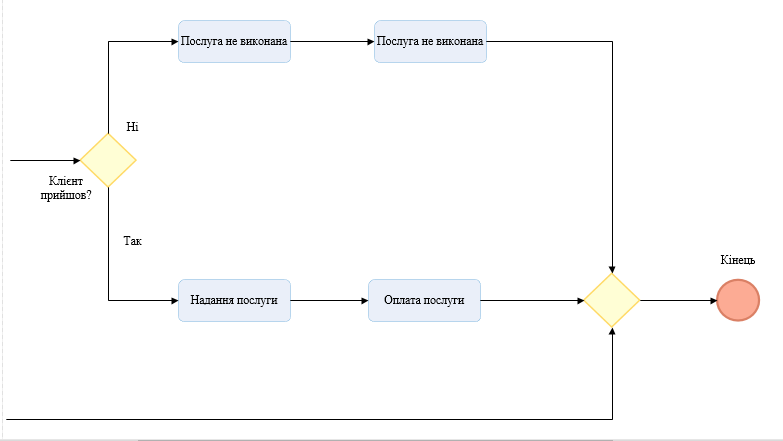 Послуга не виконана
Послуга не виконана
Ні
Клієнт
прийшов?
Так
Кінець
Надання послуги
Оплата послуги